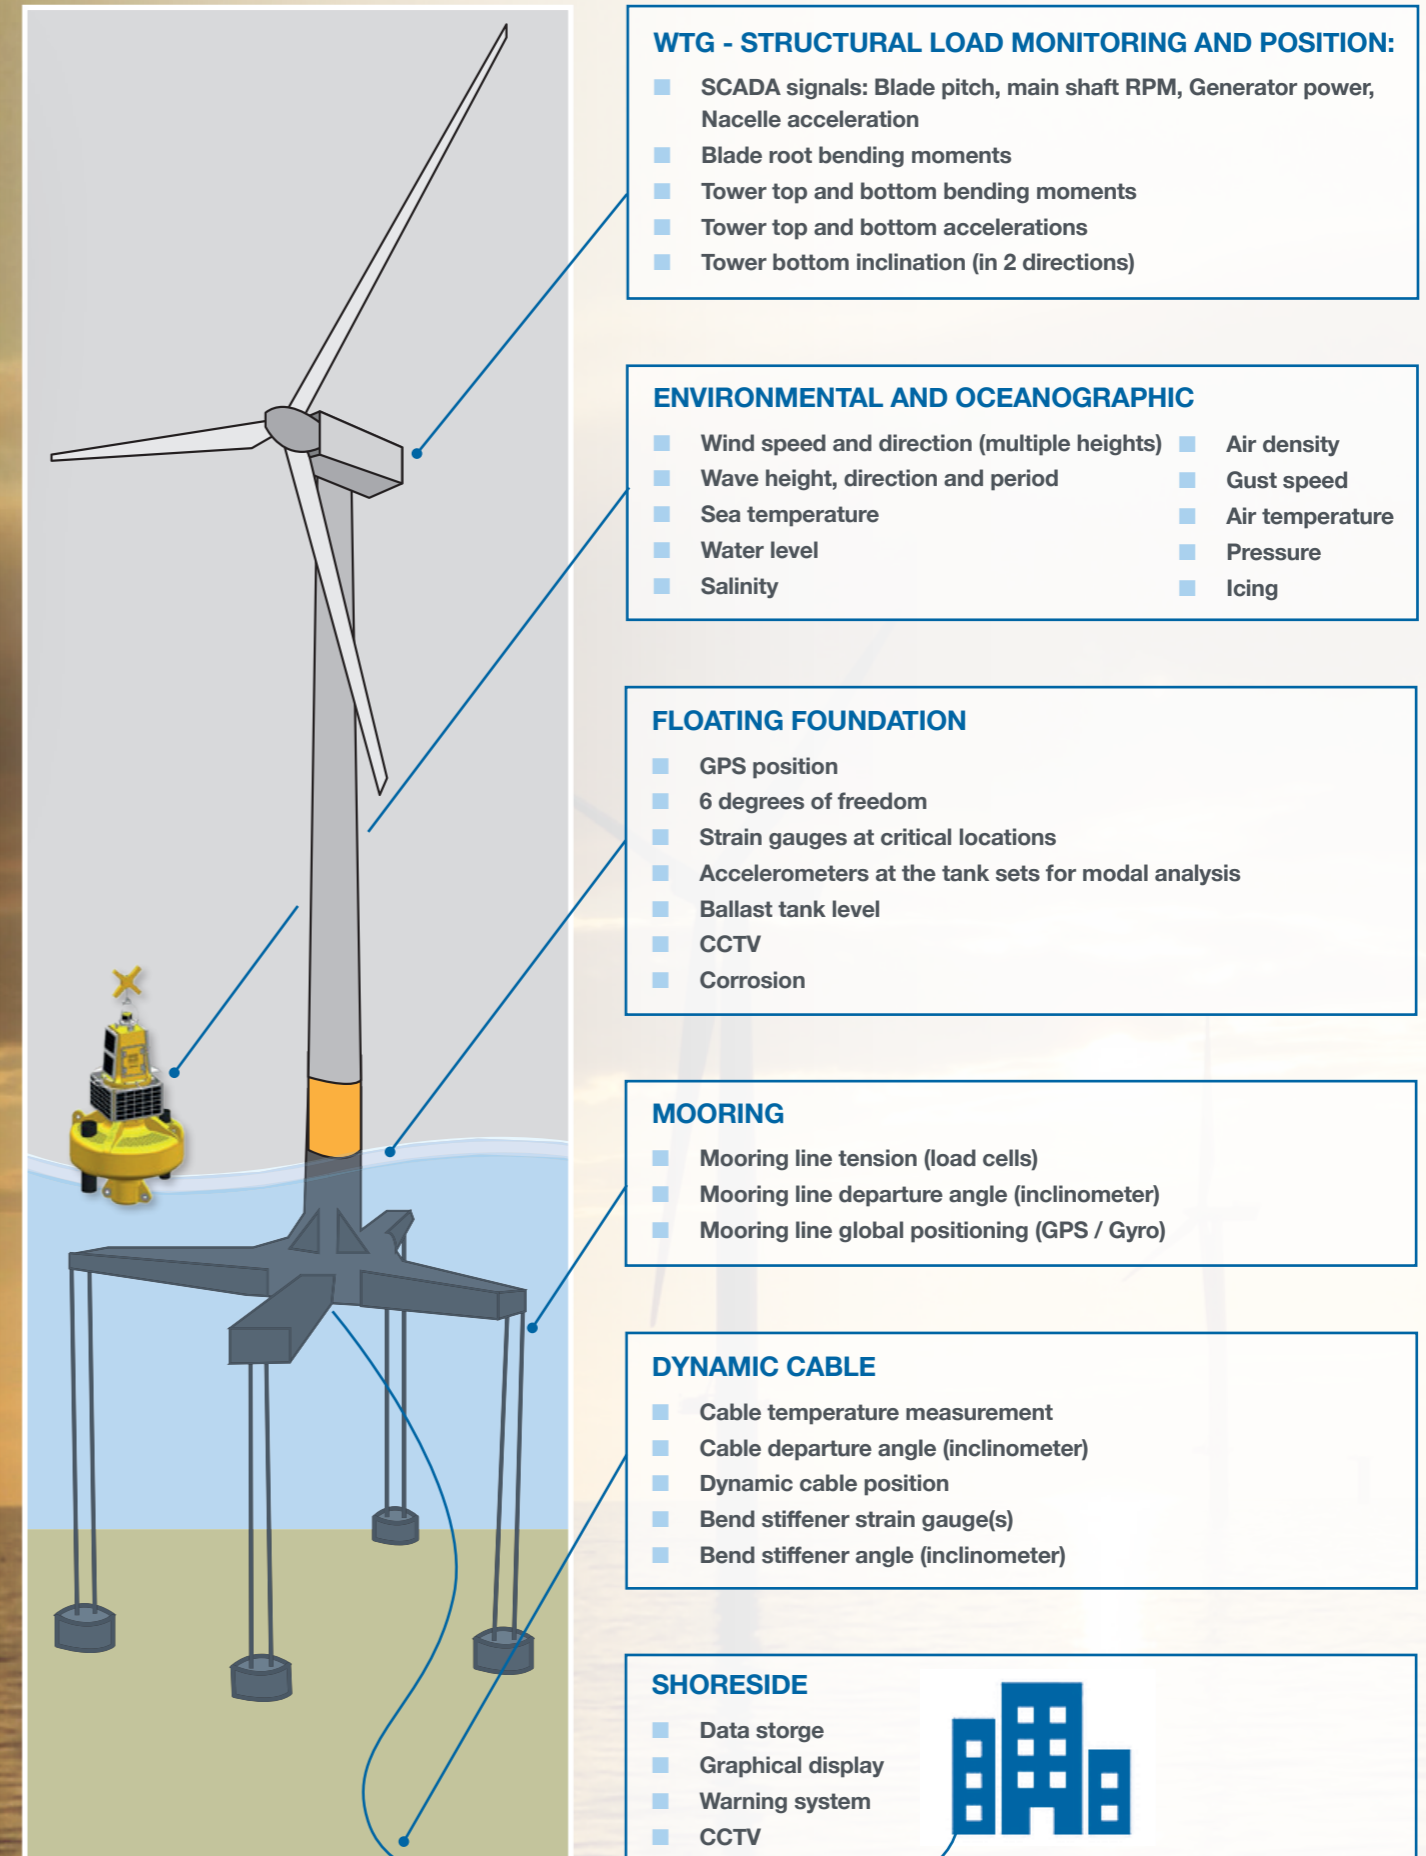 WTG - STRUCTURAL LOAD MONITORING AND POSITION:
SCADA signals: Blade pitch, main shaft RPM, Generator power,
Nacelle acceleration
Blade root bending moments
Tower top and bottom bending moments
Tower top and bottom accelerations
Tower bottom inclination (in 2 directions)
ENVIRONMENTAL AND OCEANOGRAPHIC
Wind speed and direction (multiple heights)
Wave height, direction and period
Sea temperature
Water level
Salinity
Air density
Gust speed
Air temperature
Pressure
Icing
FLOATING FOUNDATION
GPS position
6 degrees of freedom
Strain gauges at critical locations
Accelerometers at the tank sets for modal analysis
Ballast tank level
CCTV
Corrosion
MOORING
Mooring line tension (load cells)
Mooring line departure angle (inclinometer)
Mooring line global positioning (GPS / Gyro)
DYNAMIC CABLE
Cable temperature measurement
Cable departure angle (inclinometer)
Dynamic cable position
Bend stiffener strain gauge(s)
Bend stiffener angle (inclinometer)
SHORESIDE
Data storge
Graphical display
Warning system
CCTV